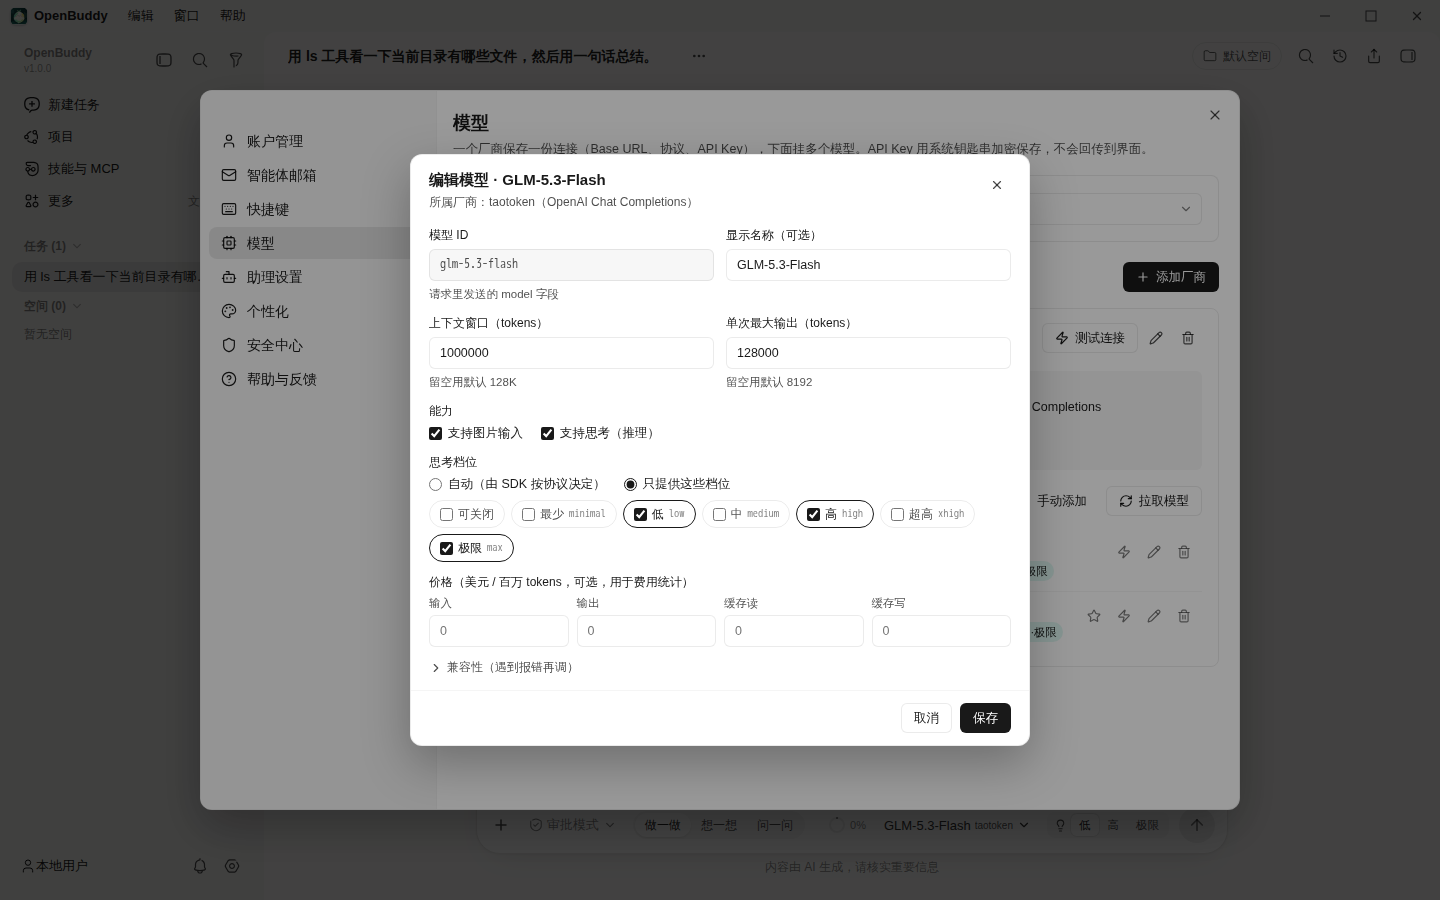 OpenBuddy 编辑 窗口 帮助
OpenBuddy
v1.0.0
用 ls 工具看一下当前目录有哪些文件，然后用一句话总结。
默认空间
新建任务
项目
技能与 MCP
更多
文
任务 (1)
用 ls 工具看一下当前目录有哪..
空间 (0)
暂无空间
本地用户
账户管理
智能体邮箱
快捷键
模型
助理设置
个性化
安全中心
帮助与反馈
模型
一个厂商保存一份连接（Base URL、协议、API Key），下面挂多个模型。API Key 用系统钥匙串加密保存，不会回传到界面。
添加厂商
测试连接
Completions
手动添加 拉取模型
极限
·极限
编辑模型 · GLM-5.3-Flash
所属厂商：taotoken（OpenAI Chat Completions）
模型 ID 显示名称（可选）
glm-5.3-flash GLM-5.3-Flash
请求里发送的 model 字段
上下文窗口（tokens） 单次最大输出（tokens）
1000000 128000
留空用默认 128K 留空用默认 8192
能力
支持图片输入 支持思考（推理）
思考档位
自动（由 SDK 按协议决定） 只提供这些档位
可关闭 最少 minimal 低 low 中 medium 高 high 超高 xhigh
极限 max
价格（美元 / 百万 tokens，可选，用于费用统计）
输入 输出 缓存读 缓存写
0 0 0 0
兼容性（遇到报错再调）
取消 保存
审批模式 做一做 想一想 问一问 0% GLM-5.3-Flash taotoken 低 高 极限
内容由 AI 生成，请核实重要信息